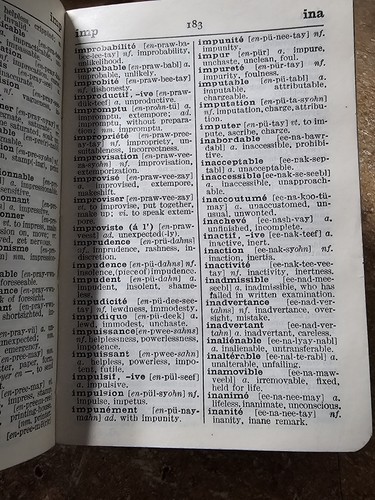 imp
183
ina
improbabilité [en-praw-ba-
bee-lee-tay] nf. improbability,
unlikelihood.
improbable [en-praw-babl] a.
improbable, unlikely.
improbité [en-praw-bee-tay]
nf. dishonesty.
improductif, -ive [en-praw-
dük-teef] a. unproductive.
impromptu [en-prohn-tü] a.
impromptu, extempore; ad.
impromptu, without prepara-
tion; nm. impromptu.
impropriété [en-praw-pree-
ay-tay] nf. impropriety, un-
suitableness, incorrectness.
improvisation [en-praw-vee-
za-syohn] nf. improvisation,
extemporization.
improvisé [en-praw-vee-zay]
a. improvised, extempore,
makeshift.
improviser [en-praw-vee-zay]
vt. to improvise, put together,
make up; vi. to speak extem-
pore.
improviste (à l') [en-praw-
veest] ad. unexpected(-ly).
imprudence [en-prü-dahns]
nf. imprudence, rashness, in-
discretion.
impudence [en-pü-dahns] nf.
insolence, (piece of) impudence.
impudent [en-pü-dahn] a.
impudent, insolent, shame-
less.
impudicité [en-pü-dee-see-
tay] nf. lewdness, immodesty.
impudique [en-pü-deek] a.
lewd, immodest, unchaste.
impuissance [en-pwee-sahns]
nf. helplessness, powerlessness,
impotence.
impuissant [en-pwee-sahn]
a. helpless, powerless, impo-
tent, futile.
impulsif, -ive [en-pül-seef]
a. impulsive.
impulsion [en-pül-syohn] nf.
impulse, impetus.
impunément [en-pü-nay-
mahn] ad. with impunity.
impunité [en-pü-nee-tay] nf.
impunity.
impur [en-pür] a. impure,
unchaste, unclean, foul.
impureté [en-pür-tay] nf.
impurity, foulness.
imputable [en-pü-tabl] a.
imputable, attributable,
chargeable.
imputation [en-pü-ta-syohn]
nf. imputation, charge, attribu-
tion.
imputer [en-pü-tay] vt. to im-
pute, ascribe, charge.
inabordable [ee-na-bawr-
dabl] a. inaccessible, prohibi-
tive.
inacceptable [ee-nak-sep-
tabl] a. unacceptable.
inaccessible [ee-nak-se-seebl]
a. inaccessible, unapproach-
able.
inaccoutumé [ee-na-koo-tü-
may] a. unaccustomed, un-
usual, unwonted.
inachevé [ee-nash-vay] a.
unfinished, incomplete.
inactif, -ive [ee-nak-teef] a.
inactive, inert.
inaction [ee-nak-syohn] nf.
inaction, inertia.
inactivité [ee-nak-tee-vee-
tay] nf. inactivity, inertness.
inadmissible [ee-nad-mee-
seebl] a. inadmissible, who has
failed in written examination.
inadvertance [ee-nad-ver-
tahns] nf. inadvertence, over-
sight, mistake.
inadvertant [ee-nad-ver-
tahn] a. inadvertent, careless.
inaliénable [ee-na-lyay-nabl]
a. inalienable, untransferable.
inaltérable [ee-nal-te-rabl] a.
unalterable, unfailing.
inamovible [ee-na-maw-
veebl] a. irremovable, fixed,
held for life.
inanimé [ee-na-nee-may] a.
lifeless, inanimate, unconscious.
inanité [ee-na-nee-tay] nf.
inanity, inane remark.